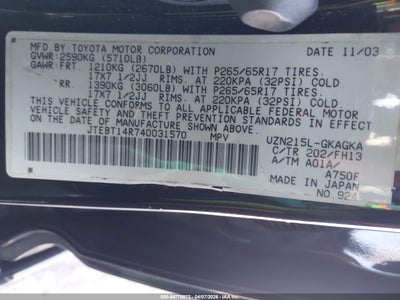 MFD.BY:TOYOTA MOTOR CORPORATION DATE 11/03
GVWR:2590KG (5710LB)
GAWR:FRT. 1210KG (2670LB) WITH P265/65R17 TIRES.
17X7 1/2JJ RIMS. AT 220KPA (32PSI) COLD
RR. 1390KG (3060LB) WITH P265/65R17 TIRES.
17X7 1/2JJ RIMS. AT 220KPA (32PSI) COLD
THIS VEHICLE CONFORMS TO ALL APPLICABLE FEDERAL MOTOR
VEHICLE SAFETY STANDARDS IN EFFECT ON THE DATE OF
MANUFACTURE SHOWN ABOVE.
JTEBT14R740031570 MPV
UZN215L-GKAGKA
C/TR 202/FH13
A/TM A01A/
A750F
MADE IN JAPAN
NO 924